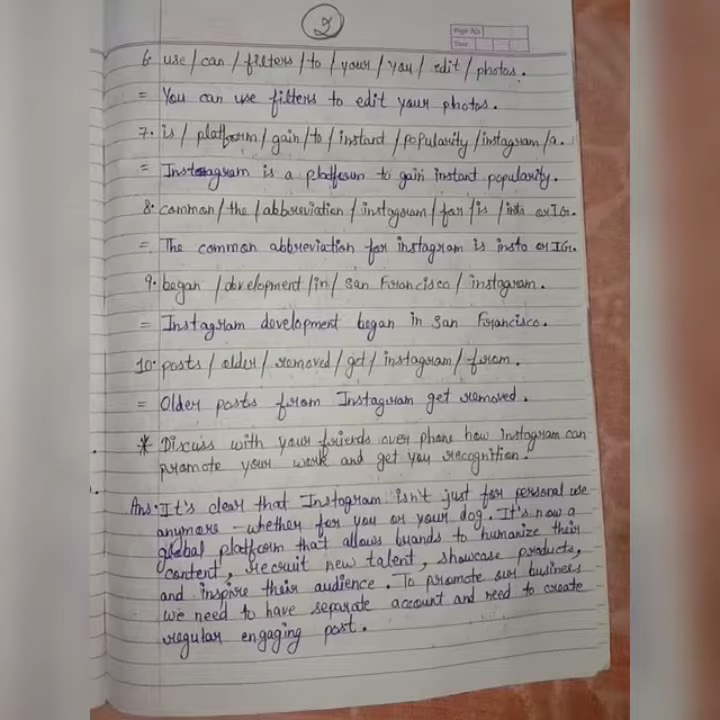 2
Page No.
Date
6. use / can / filters / to / your / you / edit / photos.
= You can use filters to edit your photos.
7. is / platform / gain / to / instant / popularity / instagram / a.
= Instagram is a platform to gain instant popularity.
8. common / the / abbreviation / instagram / for / is / insta or IG.
= The common abbreviation for instagram is insta or IG.
9. began / development / in / san Francisco / instagram.
= Instagram development began in san Francisco.
10. posts / older / removed / get / instagram / from.
= Older posts from Instagram get removed.
* Discuss with your friends over phone how instagram can
promote your work and get you recognition.
Ans. It's clear that Instagram isn't just for personal use
anymore - whether for you or your dog. It's now a
global platform that allows brands to humanize their
content, recruit new talent, showcase products,
and inspire their audience. To promote our business
we need to have separate account and need to create
regular engaging post.